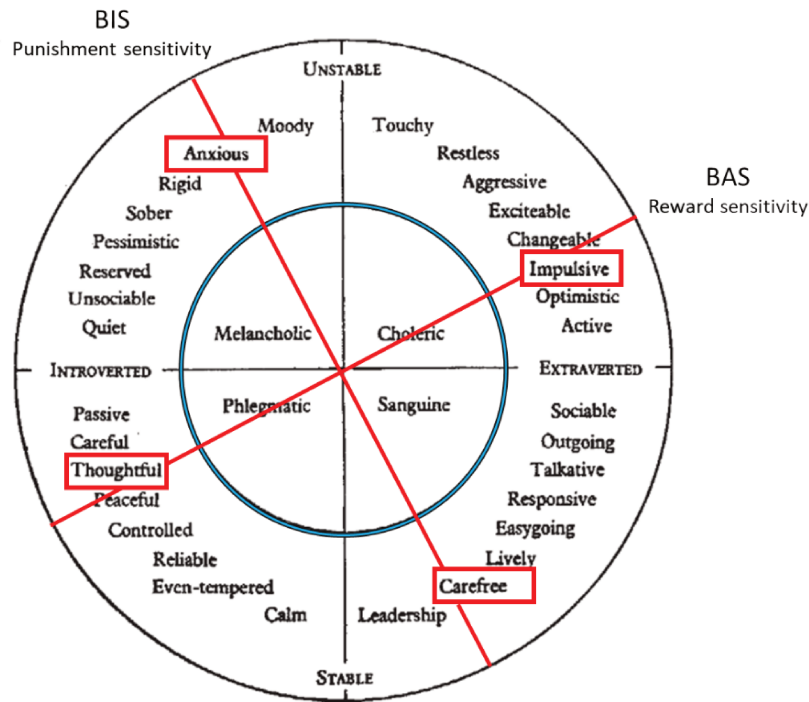 BIS
Punishment sensitivity
UNSTABLE
Moody
Touchy
Anxious
Restless
Rigid
Aggressive
BAS
Reward sensitivity
Sober
Exciteable
Pessimistic
Changeable
Reserved
Impulsive
Unsociable
Optimistic
Quiet
Active
Melancholic
Choleric
INTROVERTED
EXTRAVERTED
Phlegmatic
Sanguine
Passive
Sociable
Careful
Outgoing
Thoughtful
Talkative
Peaceful
Responsive
Controlled
Easygoing
Reliable
Lively
Even-tempered
Carefree
Calm
Leadership
STABLE